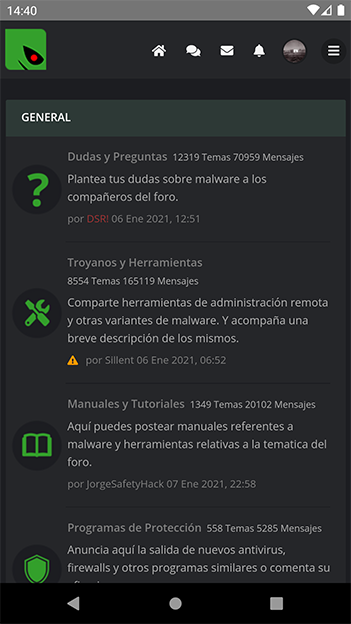 14:40
GENERAL
Dudas y Preguntas 12319 Temas 70959 Mensajes
Plantea tus dudas sobre malware a los
compañeros del foro.
por DSR! 06 Ene 2021, 12:51
Troyanos y Herramientas
8554 Temas 165119 Mensajes
Comparte herramientas de administración remota
y otras variantes de malware. Y acompaña una
breve descripción de los mismos.
por Sillent 06 Ene 2021, 06:52
Manuales y Tutoriales 1349 Temas 20102 Mensajes
Aquí puedes postear manuales referentes a
malware y herramientas relativas a la tematica del
foro.
por JorgeSafetyHack 07 Ene 2021, 22:58
Programas de Protección 558 Temas 5285 Mensajes
Anuncia aquí la salida de nuevos antivirus,
firewalls y otros programas similares o comenta su